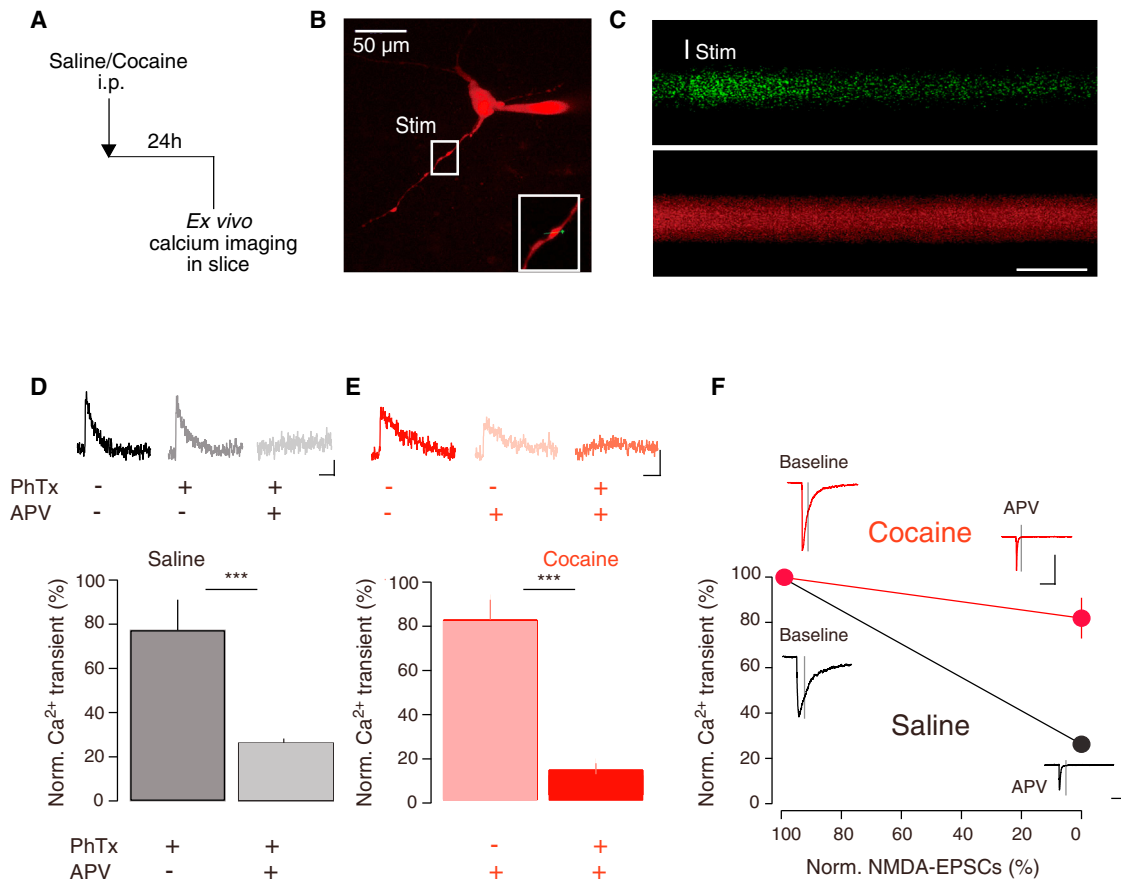 A
Saline/Cocaine
i.p.
24h
Ex vivo
calcium imaging
in slice
B
50 µm
Stim
C
Stim
D
PhTx - + +
APV - - +
Saline
***
Norm. Ca²⁺ transient (%)
100
80
60
40
20
0
PhTx + +
APV - +
E
- - +
- + +
Cocaine
***
Norm. Ca²⁺ transient (%)
100
80
60
40
20
0
- +
+ +
F
Baseline
Cocaine
APV
Baseline
Saline
APV
Norm. Ca²⁺ transient (%)
100
80
60
40
20
0
100 80 60 40 20 0
Norm. NMDA-EPSCs (%)